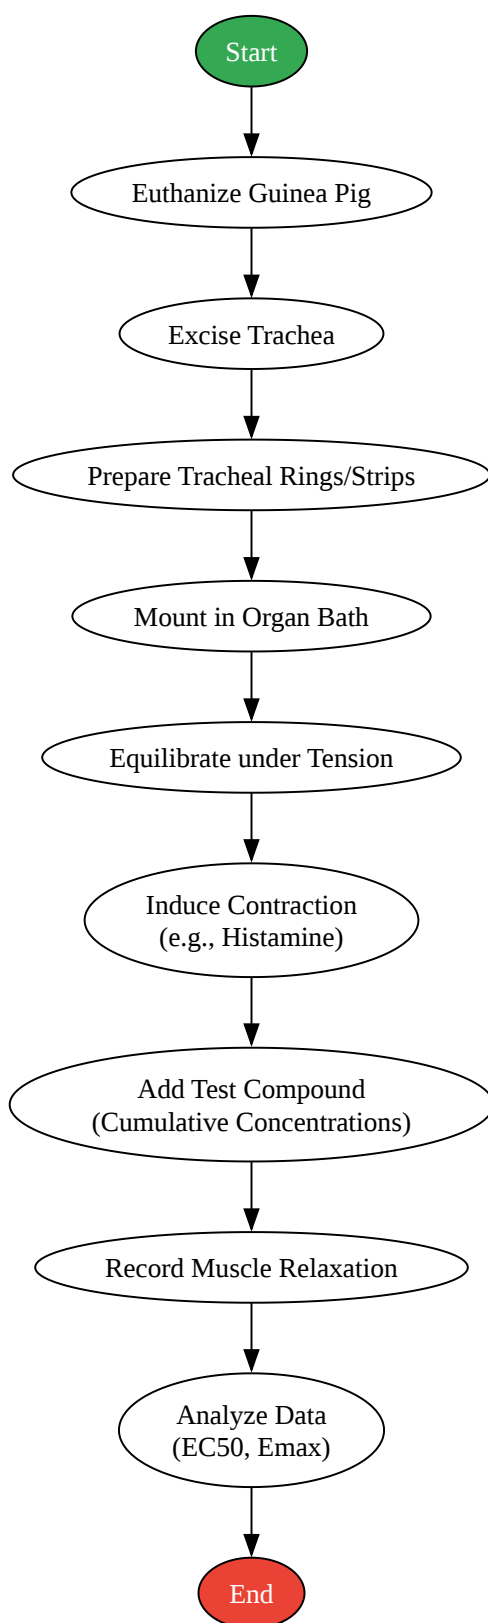 Start
Euthanize Guinea Pig
Excise Trachea
Prepare Tracheal Rings/Strips
Mount in Organ Bath
Equilibrate under Tension
Induce Contraction
(e.g., Histamine)
Add Test Compound
(Cumulative Concentrations)
Record Muscle Relaxation
Analyze Data
(EC50, Emax)
End